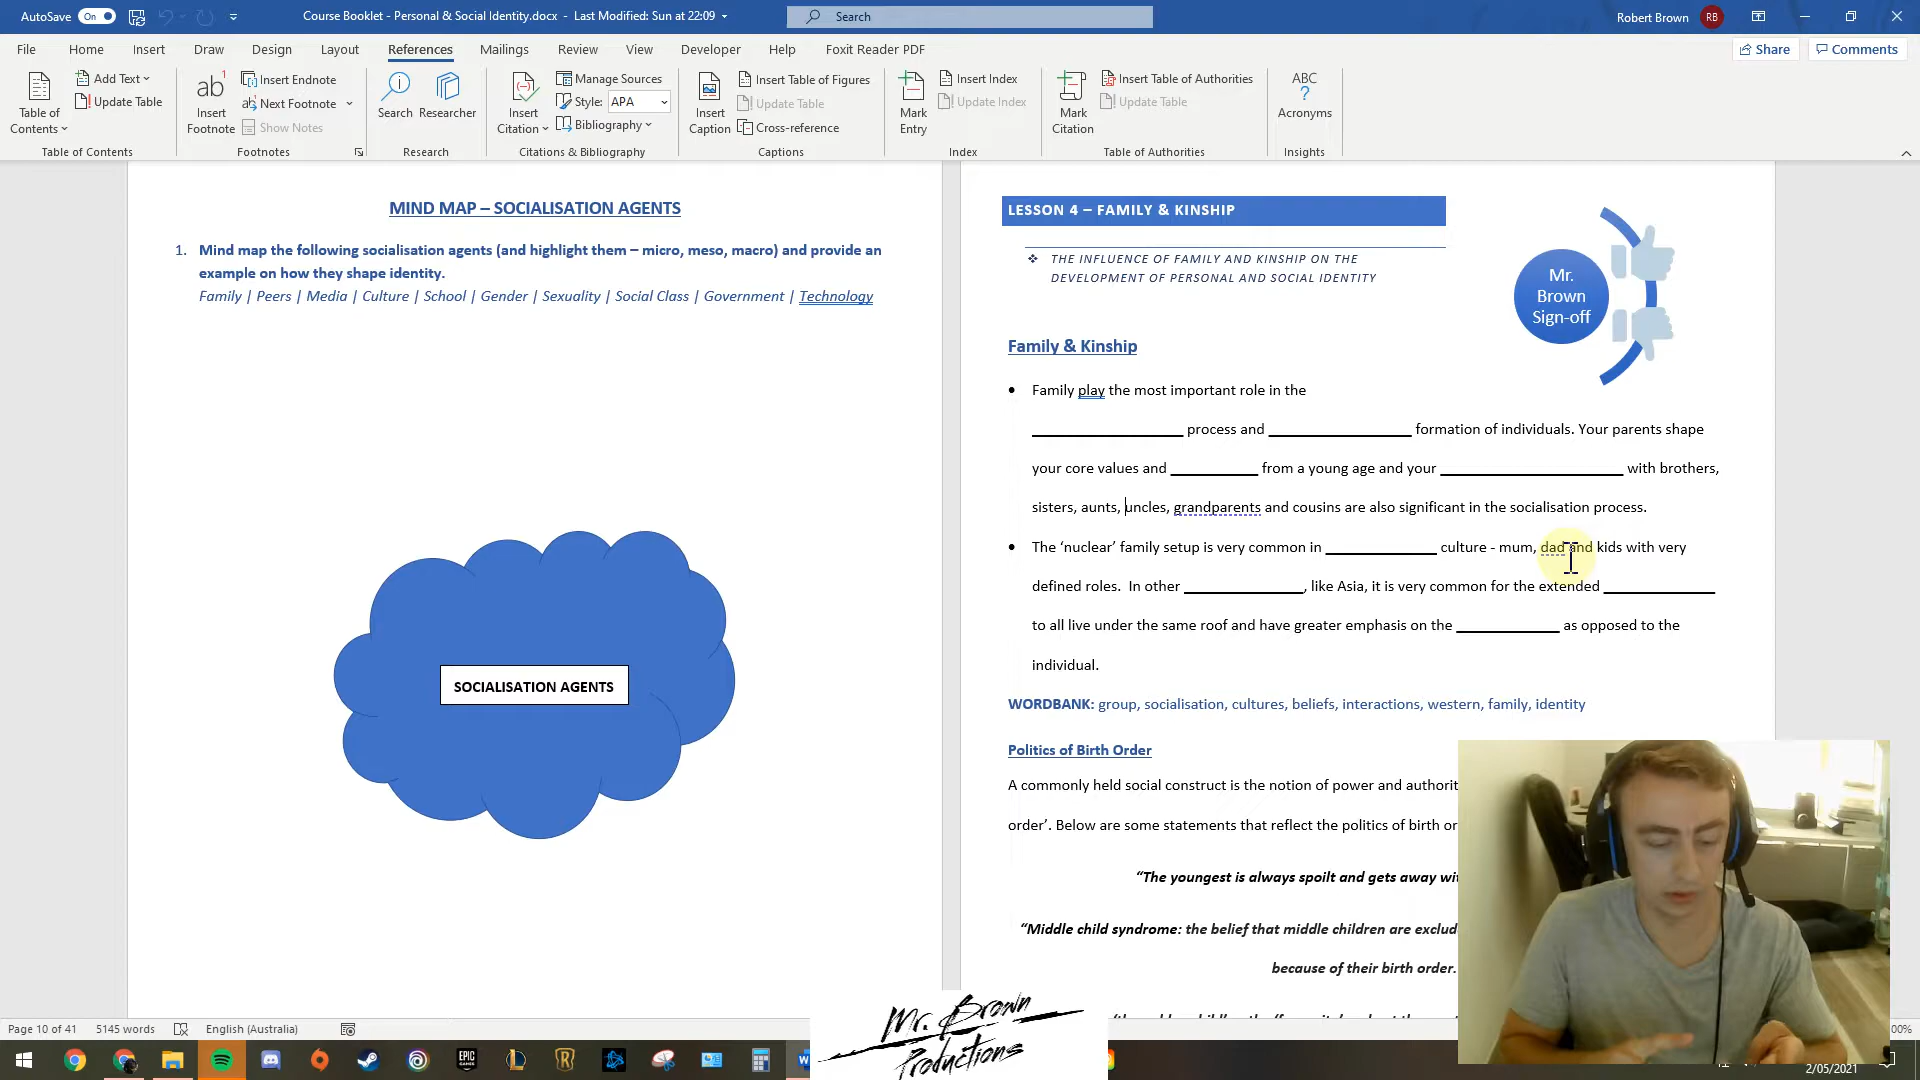 AutoSave On
Course Booklet - Personal & Social Identity.docx - Last Modified: Sun at 22:09
Search
Robert Brown RB
File Home Insert Draw Design Layout References Mailings Review View Developer Help Foxit Reader PDF
Share Comments
Table of Contents
Add Text
Update Table
Table of Contents
ab
Insert Footnote
Insert Endnote
Next Footnote
Show Notes
Footnotes
Search
Researcher
Research
Insert Citation
Manage Sources
Style: APA
Bibliography
Citations & Bibliography
Insert Caption
Insert Table of Figures
Update Table
Cross-reference
Captions
Mark Entry
Insert Index
Update Index
Index
Mark Citation
Insert Table of Authorities
Update Table
Table of Authorities
ABC
?
Acronyms
Insights
MIND MAP – SOCIALISATION AGENTS
1. Mind map the following socialisation agents (and highlight them – micro, meso, macro) and provide an
example on how they shape identity.
Family | Peers | Media | Culture | School | Gender | Sexuality | Social Class | Government | Technology
SOCIALISATION AGENTS
LESSON 4 – FAMILY & KINSHIP
❖ THE INFLUENCE OF FAMILY AND KINSHIP ON THE
DEVELOPMENT OF PERSONAL AND SOCIAL IDENTITY
Mr.
Brown
Sign-off
Family & Kinship
• Family play the most important role in the
____ process and ____ formation of individuals. Your parents shape
your core values and ____ from a young age and your ____ with brothers,
sisters, aunts, uncles, grandparents and cousins are also significant in the socialisation process.
• The ‘nuclear’ family setup is very common in ____ culture - mum, dad and kids with very
defined roles. In other ____, like Asia, it is very common for the extended ____
to all live under the same roof and have greater emphasis on the ____ as opposed to the
individual.
WORDBANK: group, socialisation, cultures, beliefs, interactions, western, family, identity
Politics of Birth Order
A commonly held social construct is the notion of power and authorit
order’. Below are some statements that reflect the politics of birth or
“The youngest is always spoilt and gets away wi
“Middle child syndrome: the belief that middle children are exclud
because of their birth order.
Mr. Brown
Productions
Page 10 of 41 5145 words English (Australia)
00%
EPIC GAMES
2/05/2021